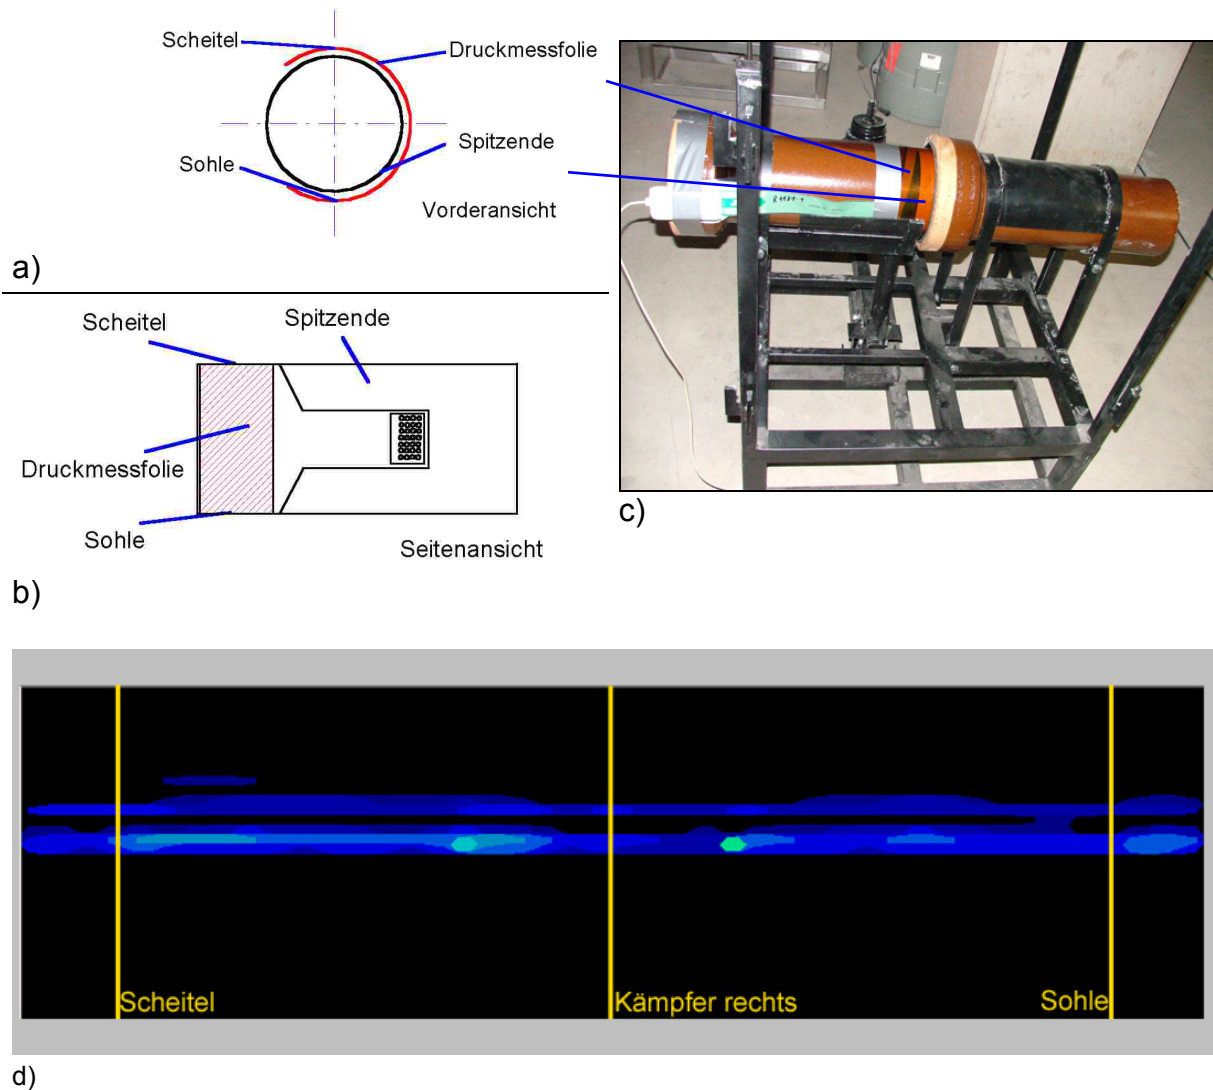 Scheitel
Druckmessfolie
Spitzende
Sohle
Vorderansicht
a)
Scheitel
Spitzende
Druckmessfolie
Sohle
Seitenansicht
b)
c)
Scheitel
Kämpfer rechts
Sohle
d)